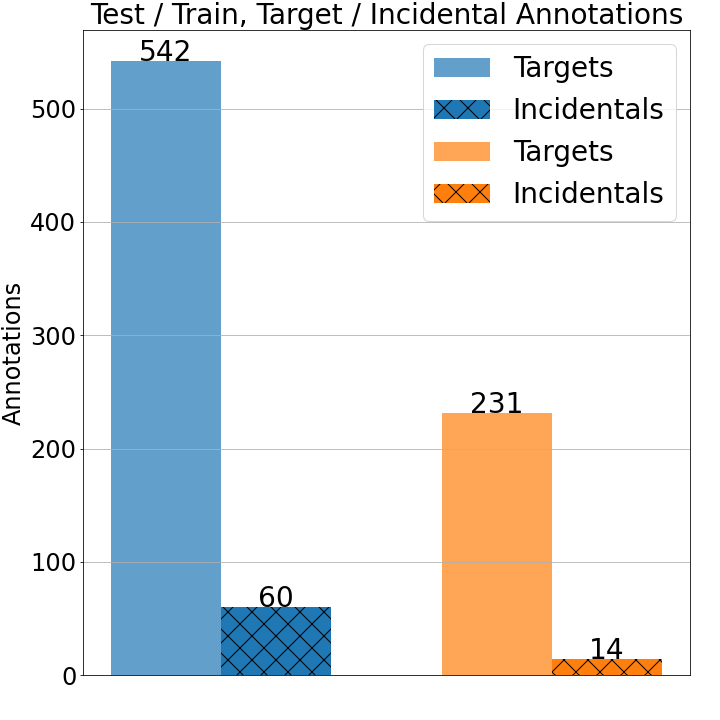 Test / Train, Target / Incidental Annotations
542
Targets
Incidentals
Targets
Incidentals
500
400
300
200
100
0
Annotations
231
60
14